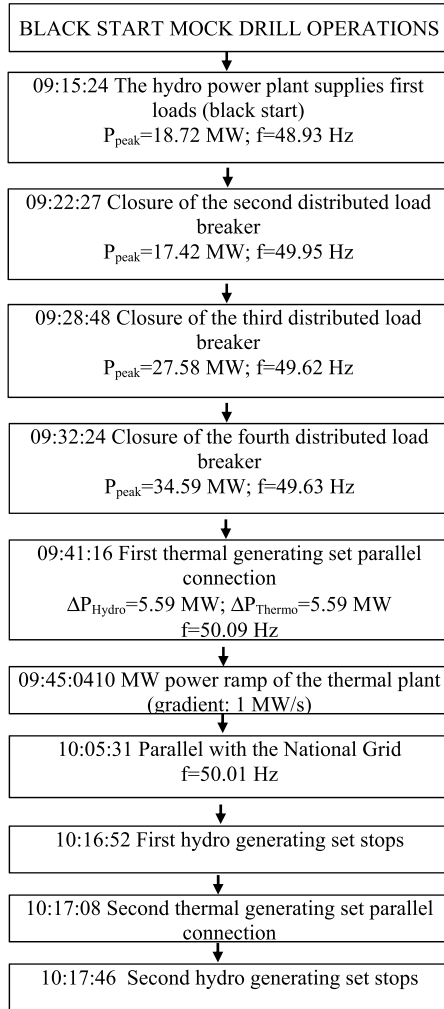 BLACK START MOCK DRILL OPERATIONS
09:15:24 The hydro power plant supplies first
loads (black start)
Ppeak=18.72 MW; f=48.93 Hz
09:22:27 Closure of the second distributed load
breaker
Ppeak=17.42 MW; f=49.95 Hz
09:28:48 Closure of the third distributed load
breaker
Ppeak=27.58 MW; f=49.62 Hz
09:32:24 Closure of the fourth distributed load
breaker
Ppeak=34.59 MW; f=49.63 Hz
09:41:16 First thermal generating set parallel
connection
ΔPHydro=5.59 MW; ΔPThermo=5.59 MW
f=50.09 Hz
09:45:0410 MW power ramp of the thermal plant
(gradient: 1 MW/s)
10:05:31 Parallel with the National Grid
f=50.01 Hz
10:16:52 First hydro generating set stops
10:17:08 Second thermal generating set parallel
connection
10:17:46 Second hydro generating set stops